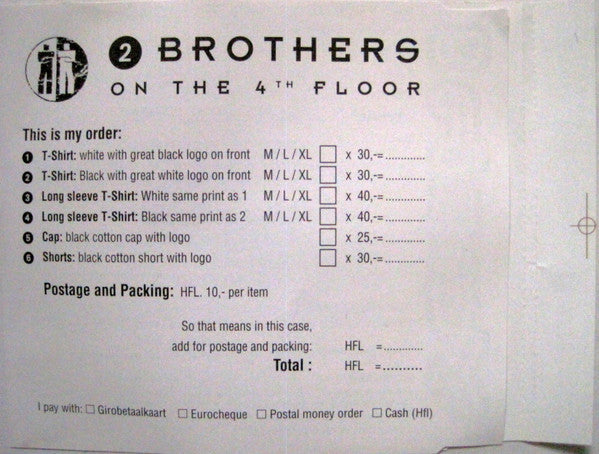 2 BROTHERS
ON THE 4TH FLOOR
This is my order:
1 T-Shirt: white with great black logo on front M / L / XL x 30,-=.............
2 T-Shirt: Black with great white logo on front M / L / XL x 30,-=.............
3 Long sleeve T-Shirt: White same print as 1 M / L / XL x 40,-=.............
4 Long sleeve T-Shirt: Black same print as 2 M / L / XL x 40,-=.............
5 Cap: black cotton cap with logo x 25,-=.............
6 Shorts: black cotton short with logo x 30,-=.............
Postage and Packing: HFL. 10,- per item
So that means in this case,
add for postage and packing: HFL =.............
Total : HFL =..........
I pay with: Girobetaalkaart Eurocheque Postal money order Cash (Hfl)